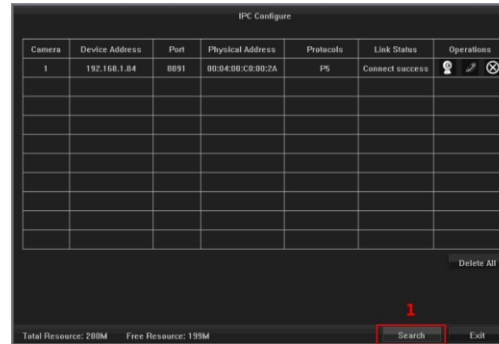 IPC Configure
Camera Device Address Port Physical Address Protocols Link Status Operations
1 192.168.1.84 8091 00:04:00:C0:00:2A P5 Connect success
Delete All
1
Total Resource: 200M Free Resource: 199M Search Exit